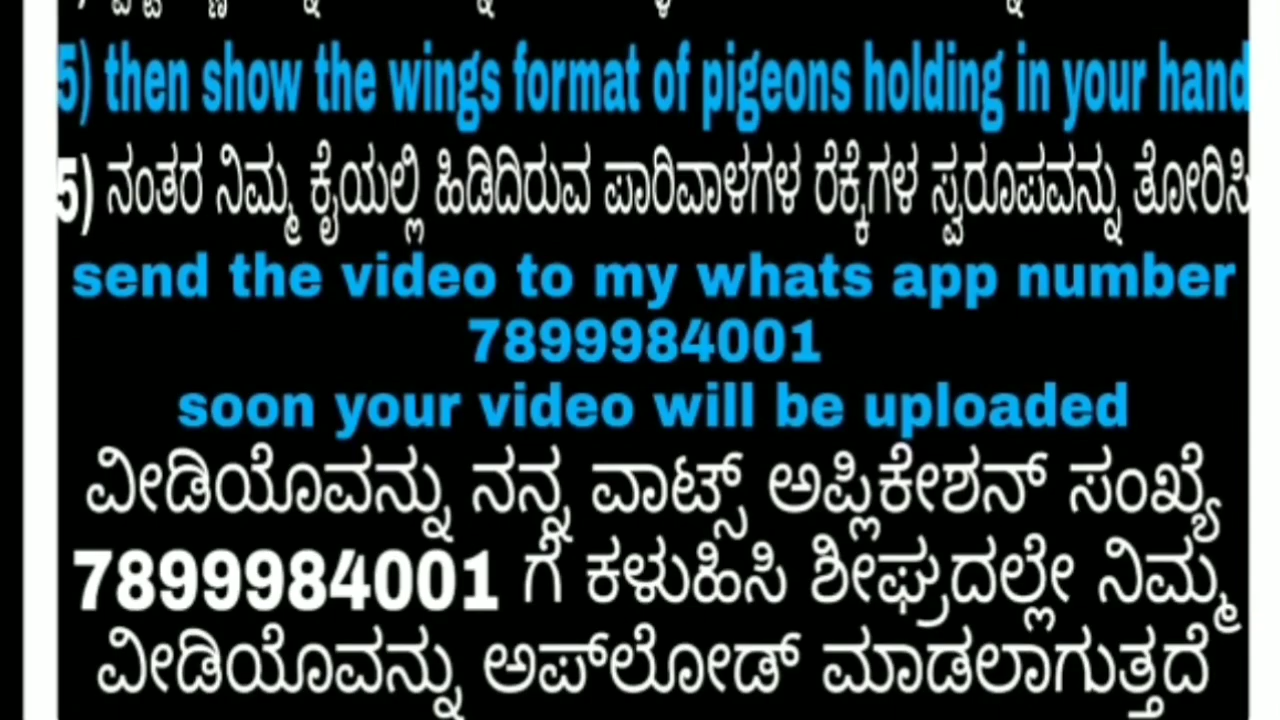 5) then show the wings format of pigeons holding in your hand
5) ನಂತರ ನಿಮ್ಮ ಕೈಯಲ್ಲಿ ಹಿಡಿದಿರುವ ಪಾರಿವಾಳಗಳ ರೆಕ್ಕೆಗಳ ಸ್ವರೂಪವನ್ನು ತೋರಿಸಿ
send the video to my whats app number
7899984001
soon your video will be uploaded
ವೀಡಿಯೊವನ್ನು ನನ್ನ ವಾಟ್ಸ್ ಅಪ್ಲಿಕೇಶನ್ ಸಂಖ್ಯೆ
7899984001 ಗೆ ಕಳುಹಿಸಿ ಶೀಘ್ರದಲ್ಲೇ ನಿಮ್ಮ
ವೀಡಿಯೊವನ್ನು ಅಪ್‌ಲೋಡ್ ಮಾಡಲಾಗುತ್ತದೆ